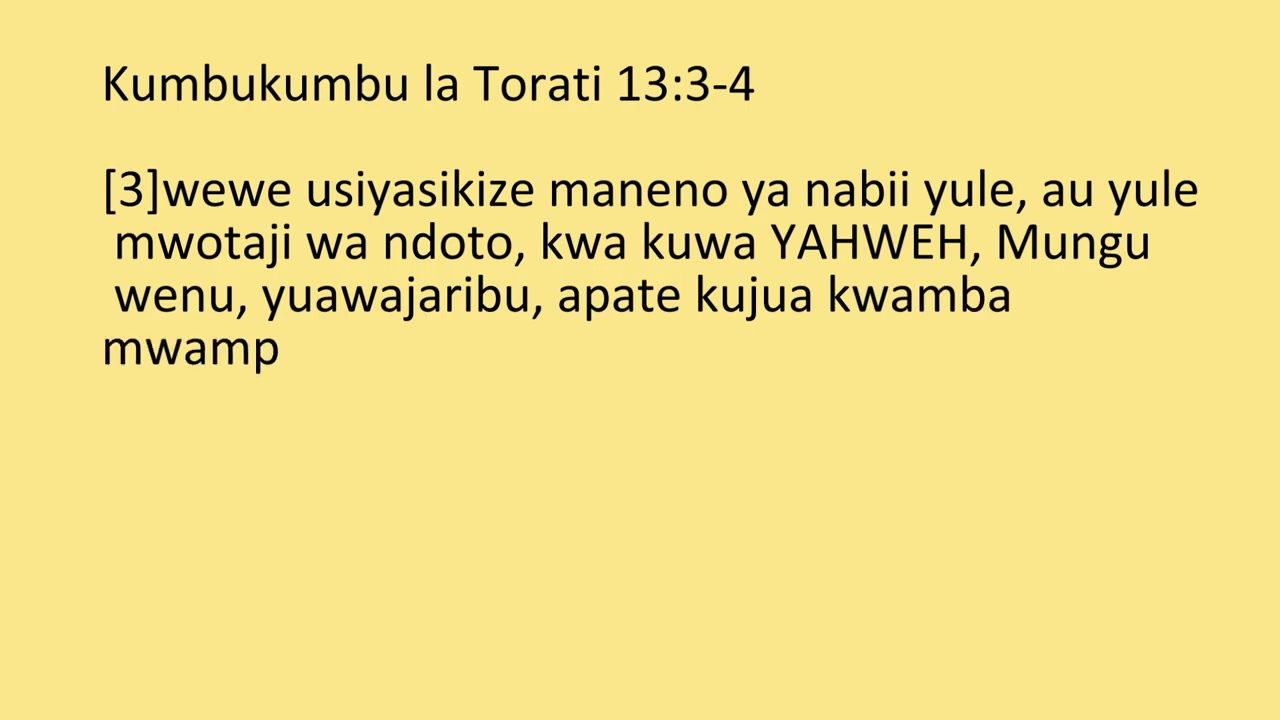 Kumbukumbu la Torati 13:3-4
[3]wewe usiyasikize maneno ya nabii yule, au yule
mwotaji wa ndoto, kwa kuwa YAHWEH, Mungu
wenu, yuawajaribu, apate kujua kwamba
mwamp